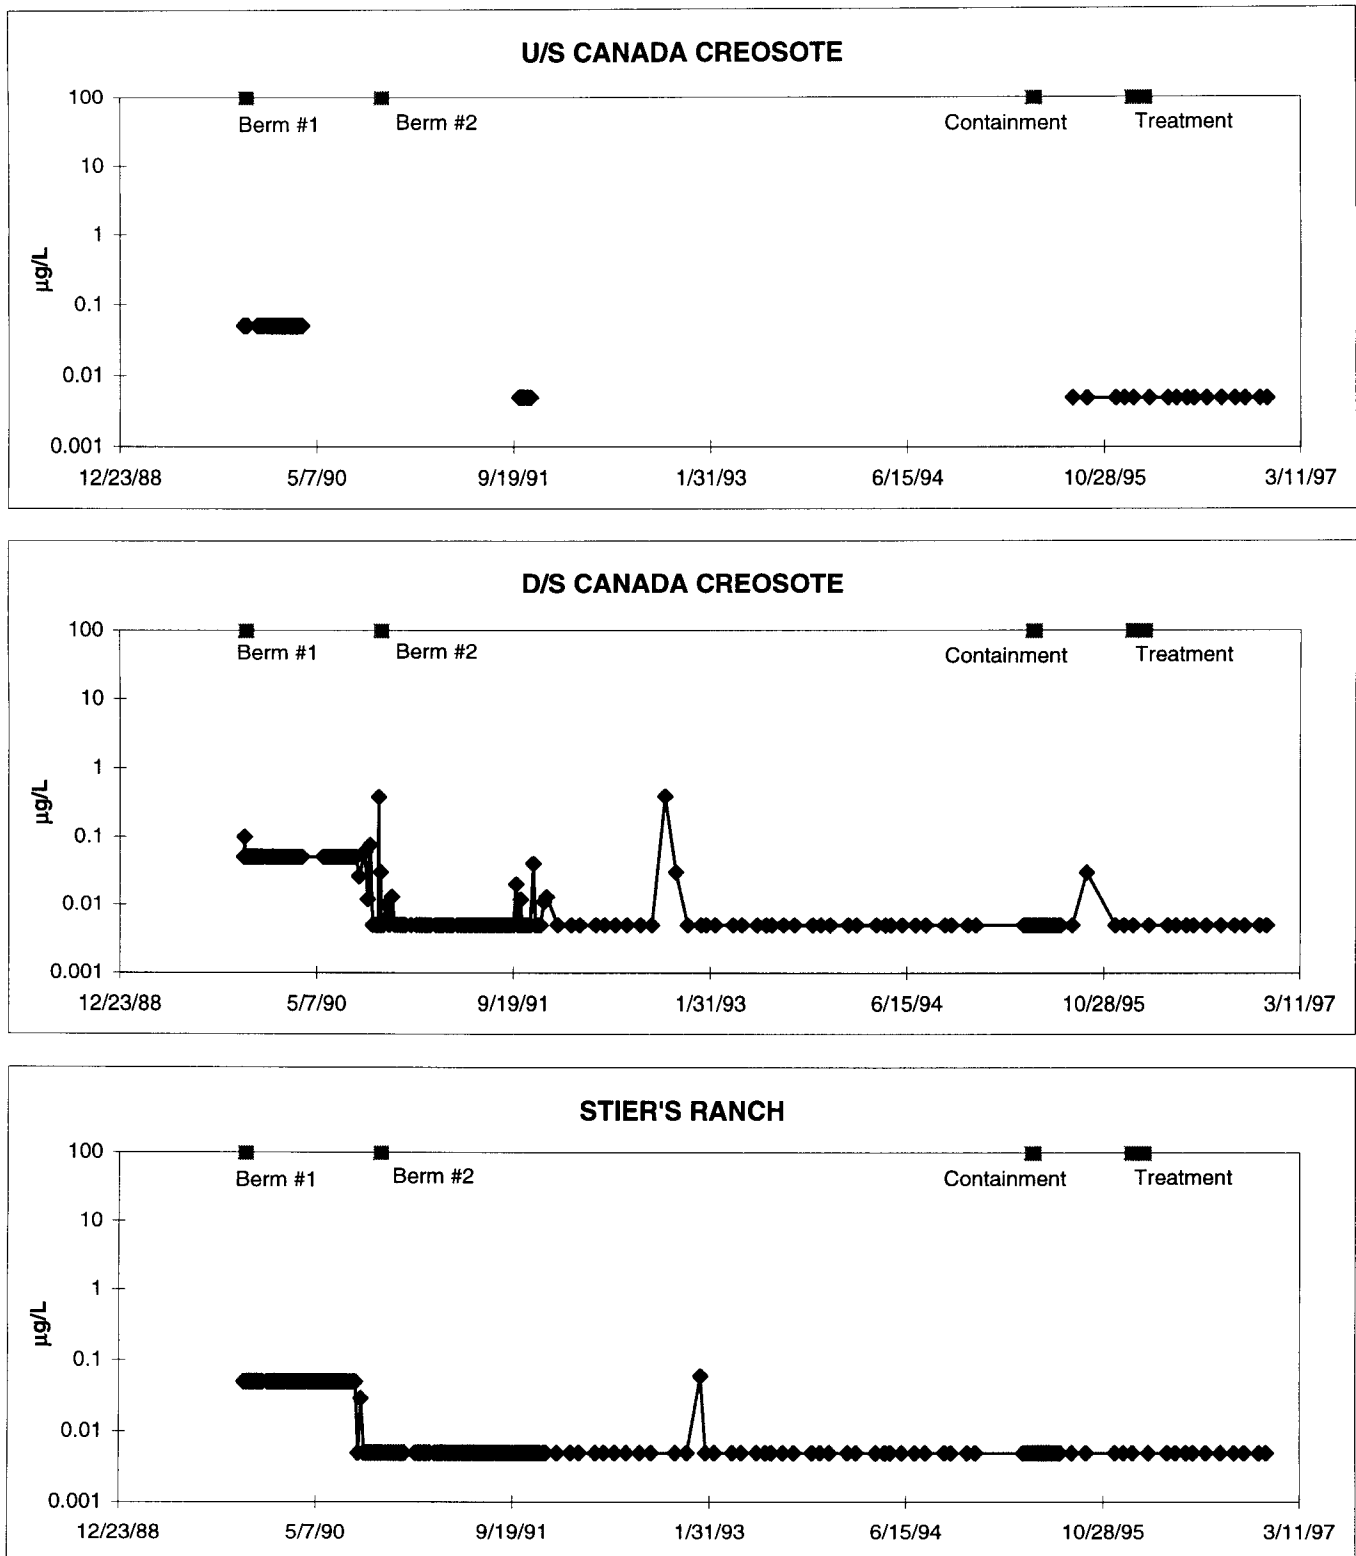 U/S CANADA CREOSOTE
100
Berm #1 Berm #2 Containment Treatment
10
1
µg/L
0.1
0.01
0.001
12/23/88 5/7/90 9/19/91 1/31/93 6/15/94 10/28/95 3/11/97
D/S CANADA CREOSOTE
100
Berm #1 Berm #2 Containment Treatment
10
1
µg/L
0.1
0.01
0.001
12/23/88 5/7/90 9/19/91 1/31/93 6/15/94 10/28/95 3/11/97
STIER'S RANCH
100
Berm #1 Berm #2 Containment Treatment
10
1
µg/L
0.1
0.01
0.001
12/23/88 5/7/90 9/19/91 1/31/93 6/15/94 10/28/95 3/11/97